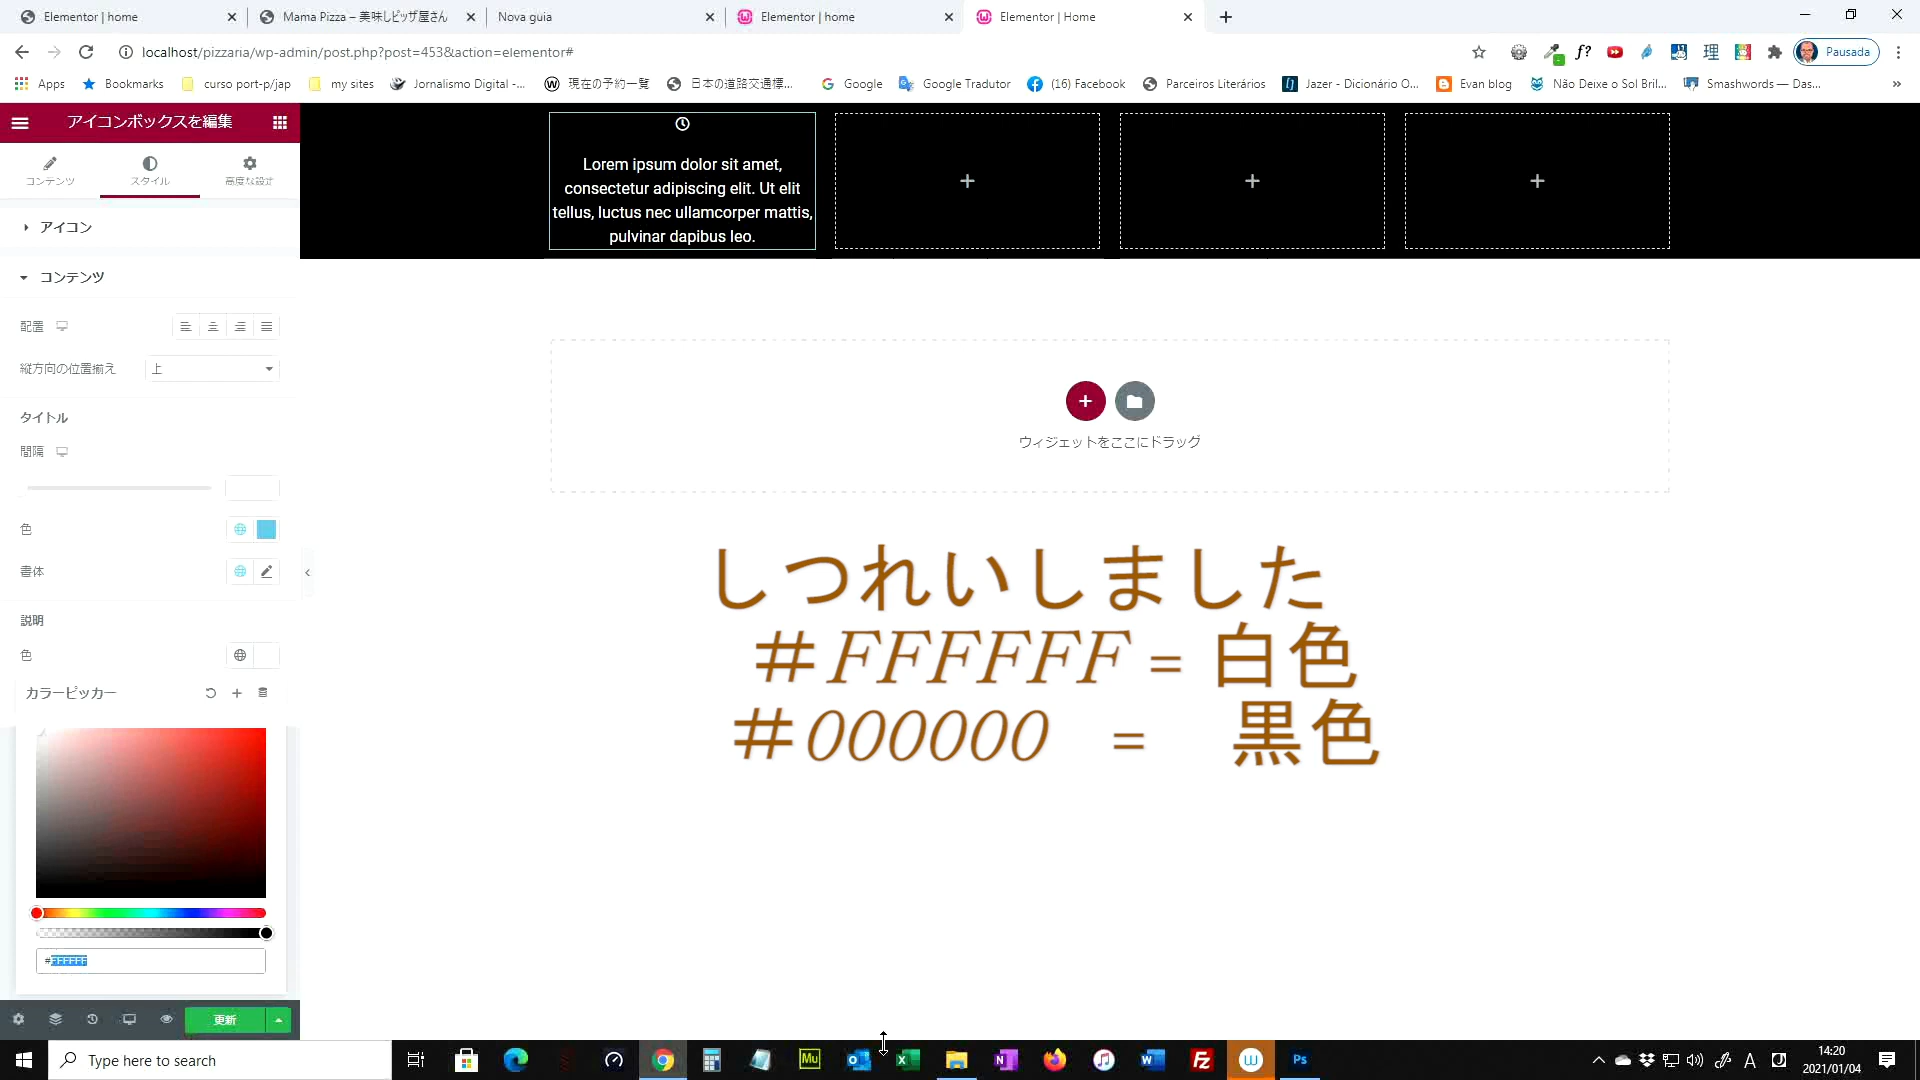 Elementor | home
Mama Pizza – 美味しピッザ屋さん
Nova guia
Elementor | home
Elementor | Home
localhost/pizzaria/wp-admin/post.php?post=453&action=elementor#
Pausada
Apps
Bookmarks
curso port-p/jap
my sites
Jornalismo Digital -...
現在の予約一覧
日本の道路交通標...
Google
Google Tradutor
(16) Facebook
Parceiros Literários
Jazer - Dicionário O...
Evan blog
Não Deixe o Sol Bril...
Smashwords — Das...
アイコンボックスを編集
コンテンツ
スタイル
高度な設定
アイコン
コンテンツ
配置
縦方向の位置揃え
上
タイトル
間隔
色
書体
説明
色
カラーピッカー
#FFFFFF
更新
Lorem ipsum dolor sit amet,
consectetur adipiscing elit. Ut elit
tellus, luctus nec ullamcorper mattis,
pulvinar dapibus leo.
ウィジェットをここにドラッグ
しつれいしました
#FFFFFF = 白色
#000000 = 黒色
Type here to search
14:20
2021/01/04